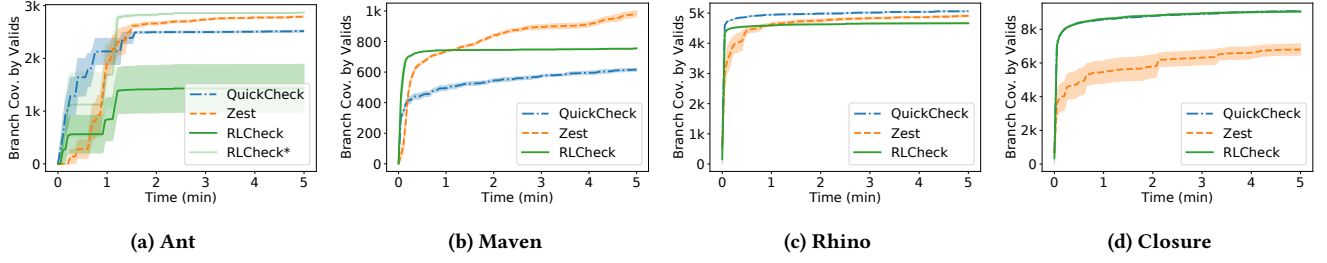 Branch Cov. by Valids
3k
2k
1k
0
0 1 2 3 4 5
Time (min)
QuickCheck
Zest
RLCheck
RLCheck*
(a) Ant
Branch Cov. by Valids
1k
800
600
400
200
0
0 1 2 3 4 5
Time (min)
QuickCheck
Zest
RLCheck
(b) Maven
Branch Cov. by Valids
5k
4k
3k
2k
1k
0
0 1 2 3 4 5
Time (min)
QuickCheck
Zest
RLCheck
(c) Rhino
Branch Cov. by Valids
8k
6k
4k
2k
0
0 1 2 3 4 5
Time (min)
QuickCheck
Zest
RLCheck
(d) Closure